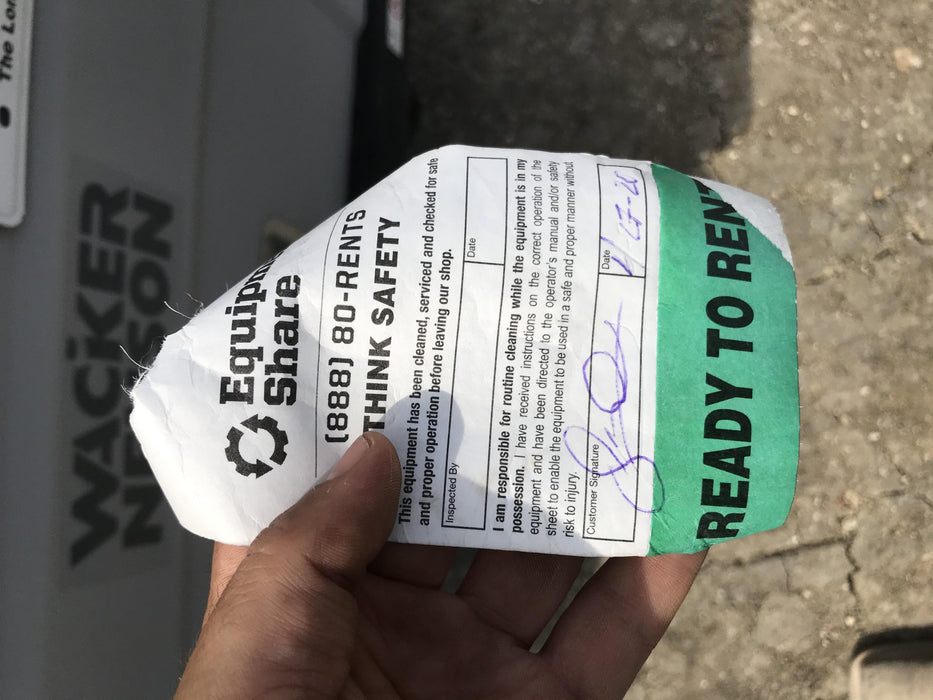 The Lon
WACKER
NEUSON
Equipm
Share
(888) 80-RENTS
THINK SAFETY
This equipment has been cleaned, serviced and checked for safe
and proper operation before leaving our shop.
Inspected By
Date
I am responsible for routine cleaning while the equipment is in my
possession. I have received instructions on the correct operation of the
equipment and have been directed to the operator's manual and/or safety
sheet to enable the equipment to be used in a safe and proper manner without
risk to injury.
Customer Signature
Date
READY TO RENT